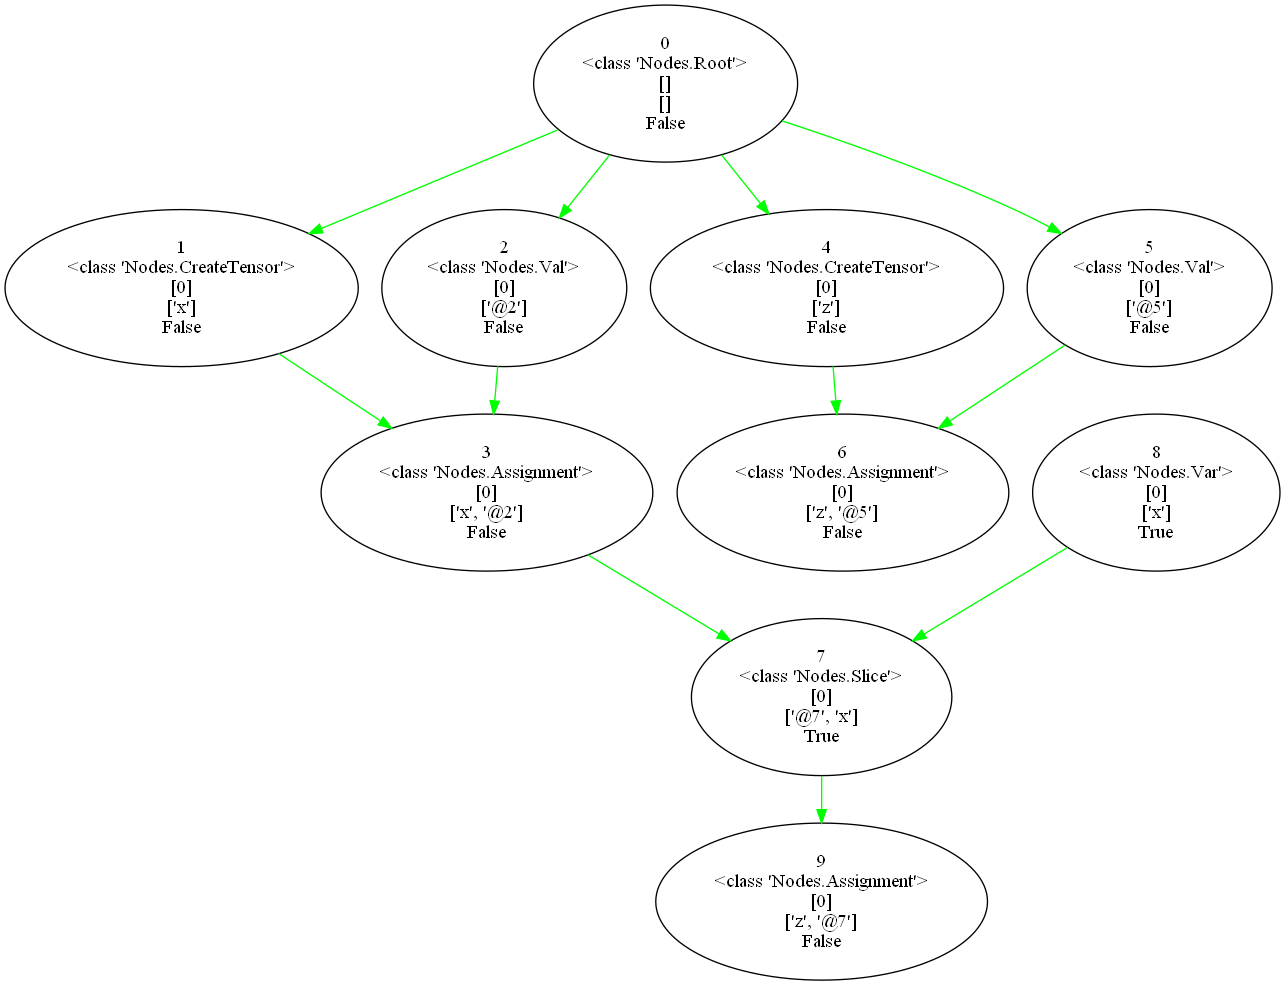 0
<class 'Nodes.Root'>
[]
[]
False
1
<class 'Nodes.CreateTensor'>
[0]
['x']
False
2
<class 'Nodes.Val'>
[0]
['@2']
False
4
<class 'Nodes.CreateTensor'>
[0]
['z']
False
5
<class 'Nodes.Val'>
[0]
['@5']
False
3
<class 'Nodes.Assignment'>
[0]
['x', '@2']
False
6
<class 'Nodes.Assignment'>
[0]
['z', '@5']
False
8
<class 'Nodes.Var'>
[0]
['x']
True
7
<class 'Nodes.Slice'>
[0]
['@7', 'x']
True
9
<class 'Nodes.Assignment'>
[0]
['z', '@7']
False